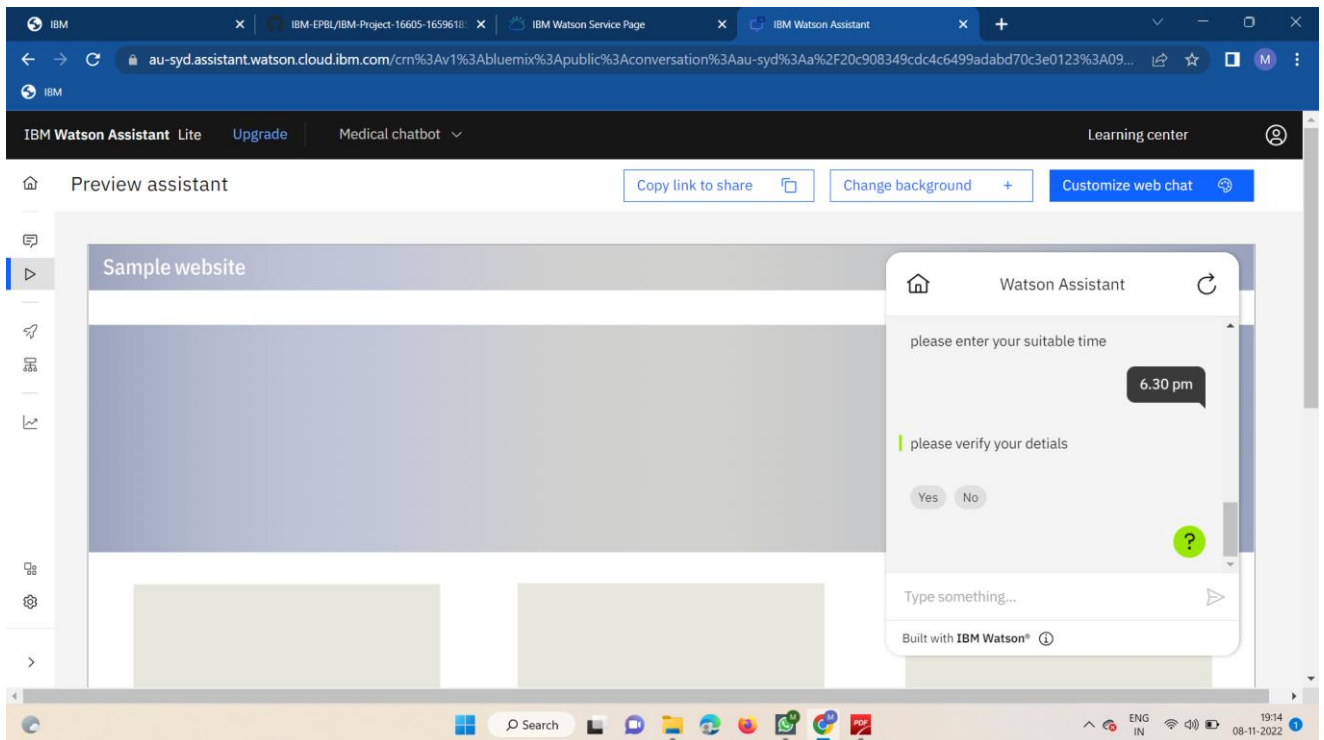 IBM
IBM-EPBL/IBM-Project-16605-1659618
IBM Watson Service Page
IBM Watson Assistant
au-syd.assistant.watson.cloud.ibm.com/crn%3Av1%3Abluemix%3Apublic%3Aconversation%3Aau-syd%3Aa%2F20c908349cdc4c6499adabd70c3e0123%3A09...
M
IBM
IBM Watson Assistant Lite
Upgrade
Medical chatbot
Learning center
Preview assistant
Copy link to share
Change background +
Customize web chat
Sample website
Watson Assistant
please enter your suitable time
6.30 pm
please verify your detials
Yes
No
?
Type something...
Built with IBM Watson®
Search
ENG
IN
19:14
08-11-2022
1